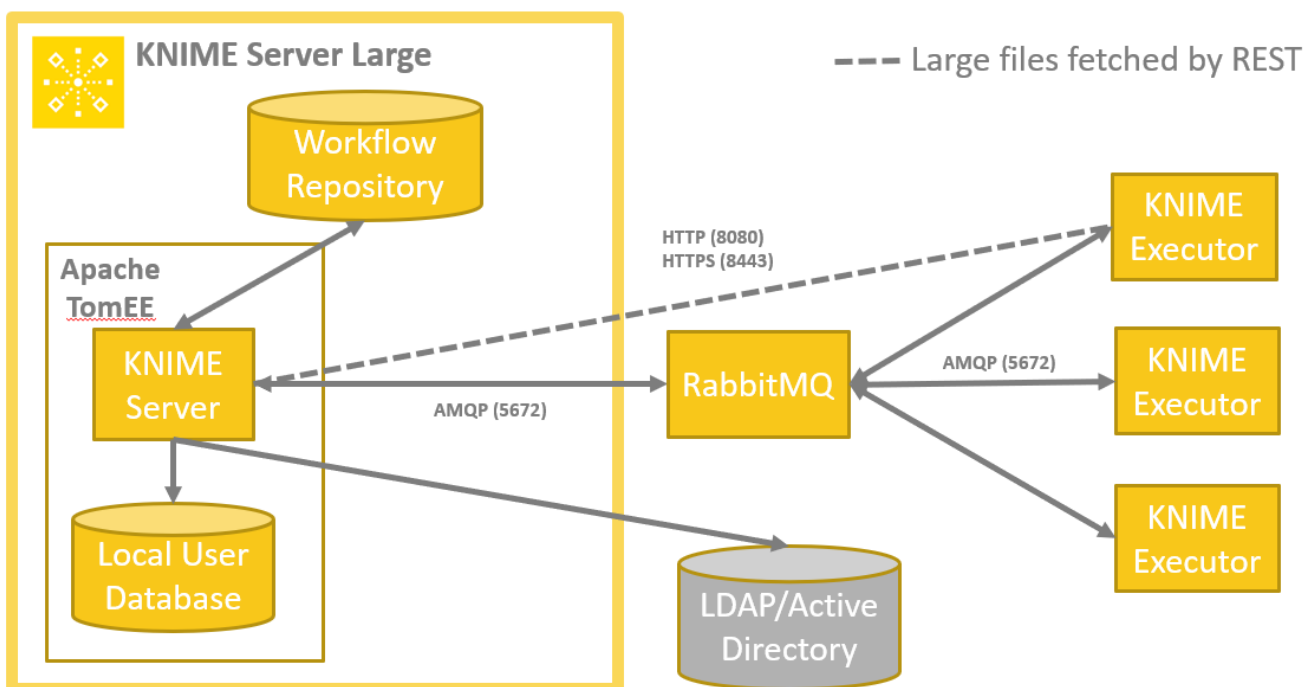 KNIME Server Large
Large files fetched by REST
Workflow
Repository
KNIME
Executor
HTTP (8080)
HTTPS (8443)
Apache
TomEE
KNIME
Server
AMQP (5672)
RabbitMQ
AMQP (5672)
KNIME
Executor
KNIME
Executor
Local User
Database
LDAP/Active
Directory